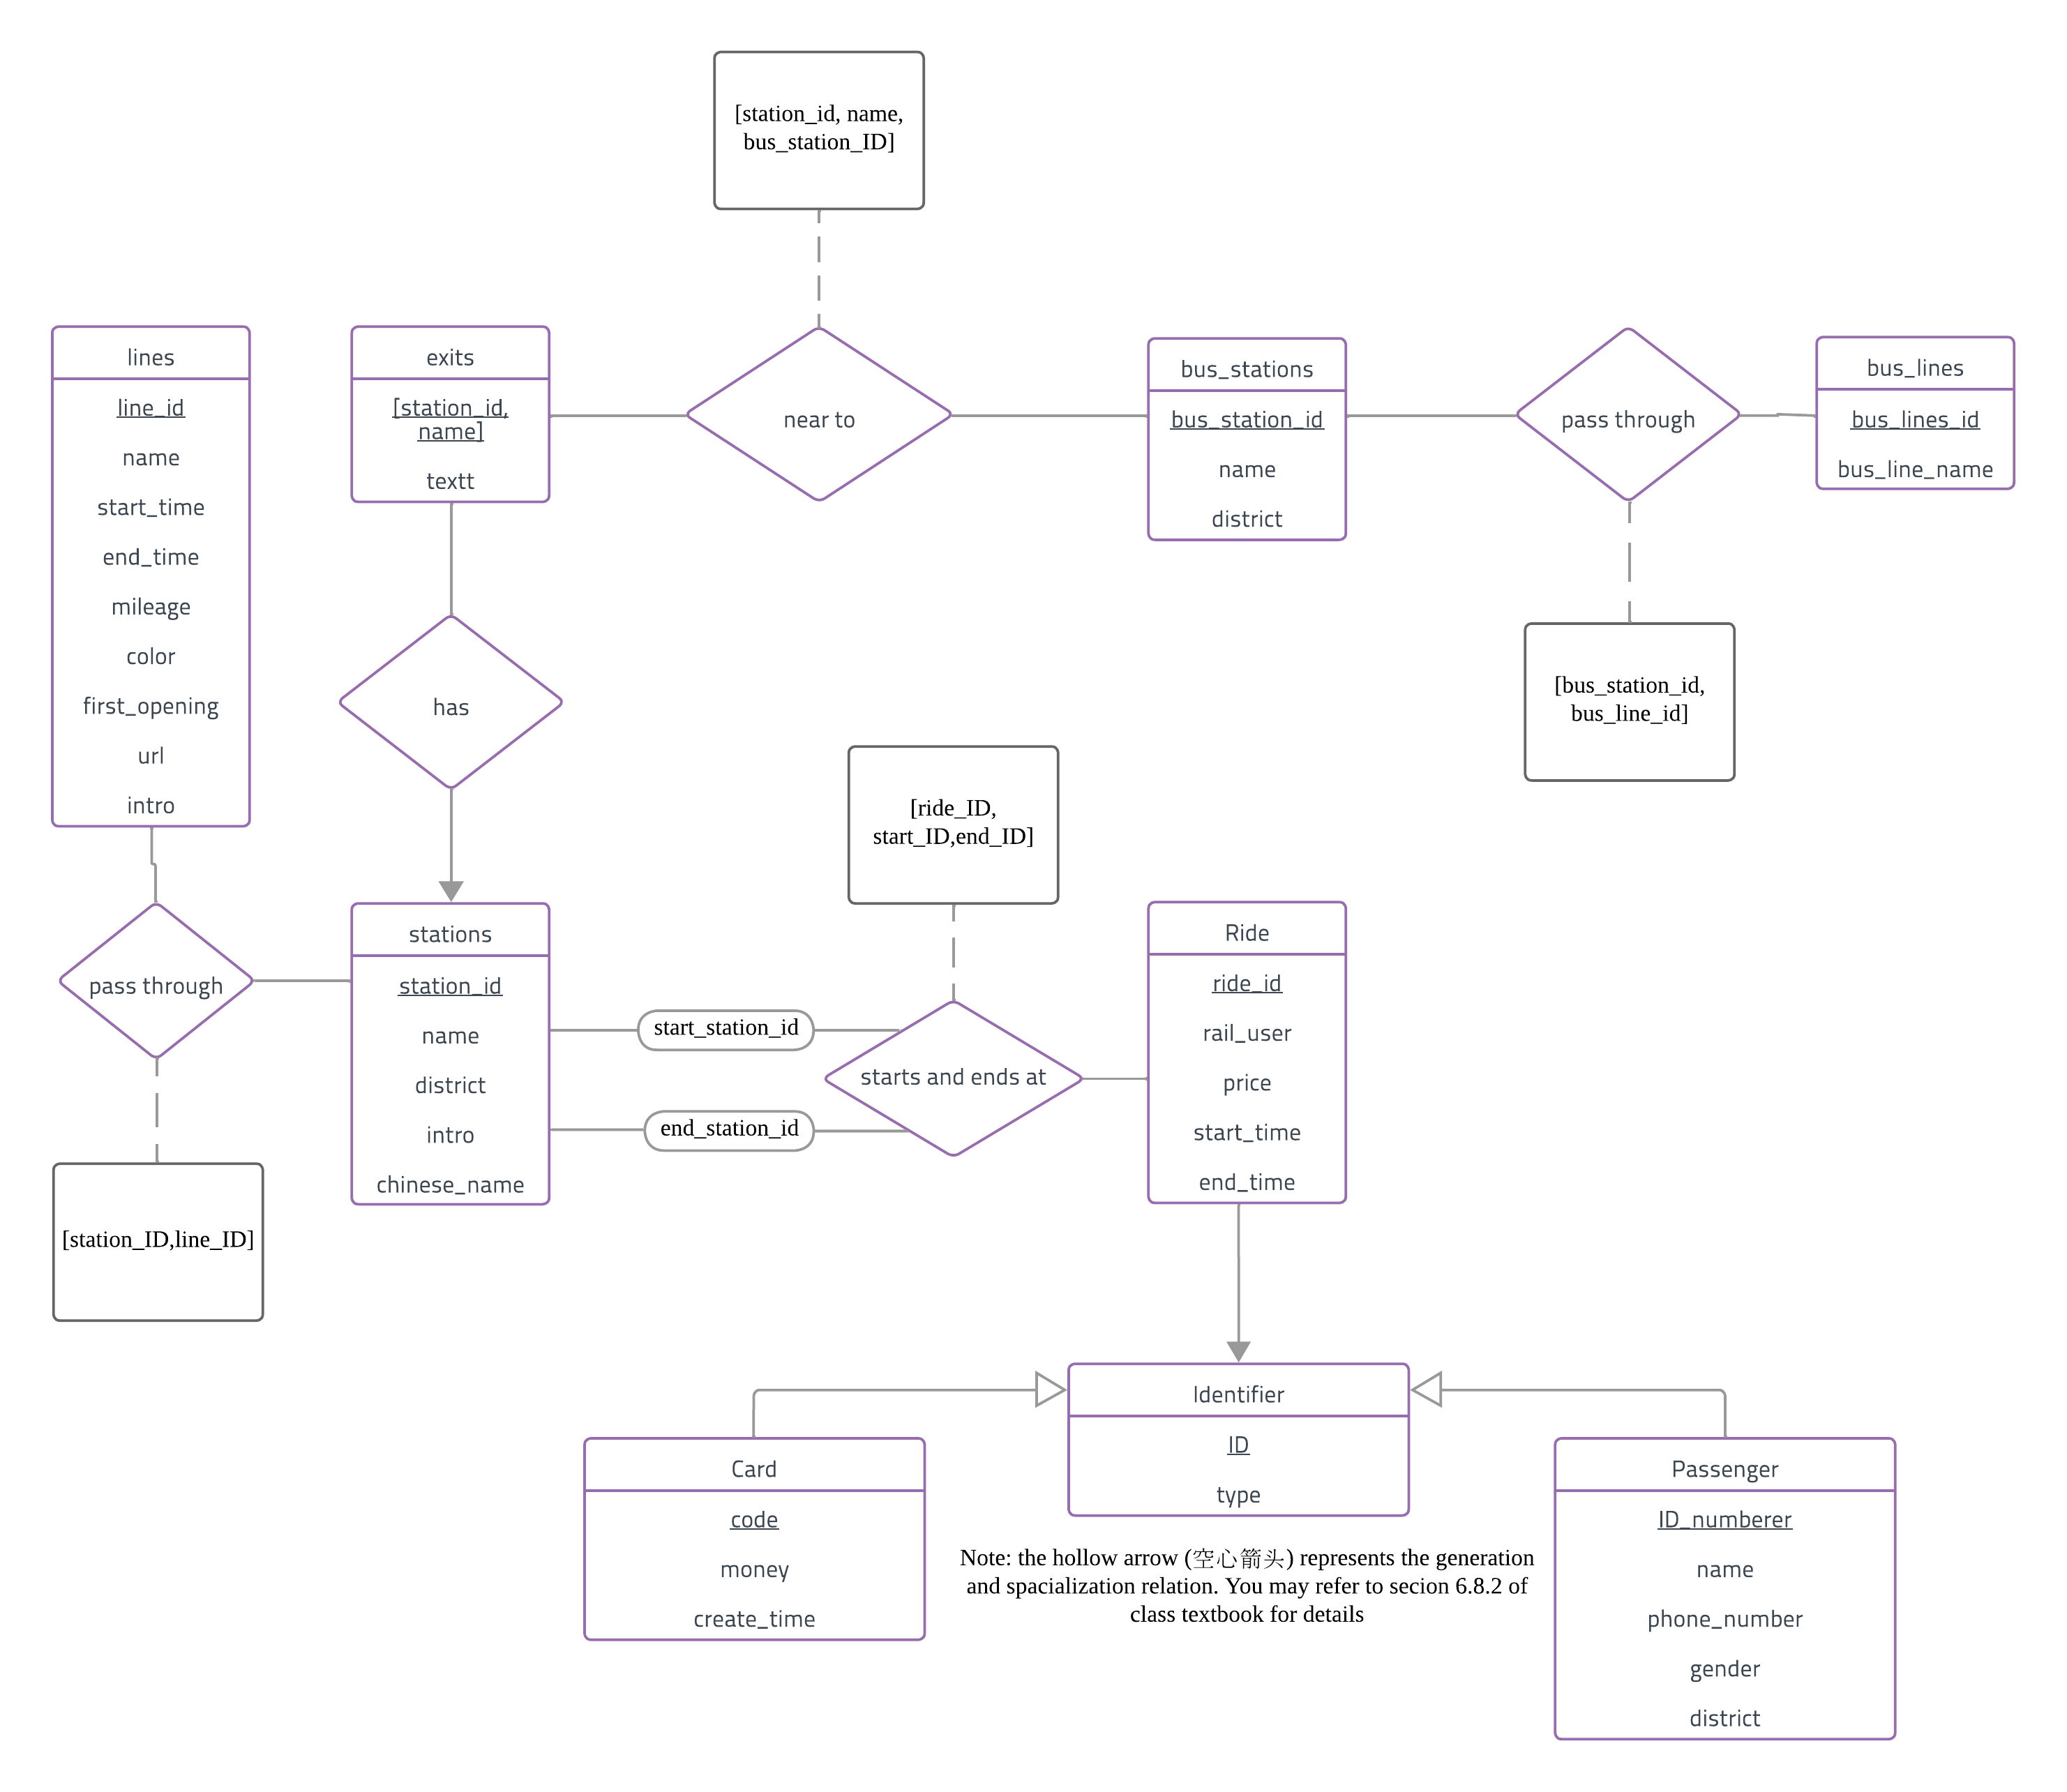 [station_id, name,
bus_station_ID]
lines
line_id
name
start_time
end_time
mileage
color
first_opening
url
intro
exits
[station_id,
name]
textt
near to
bus_stations
bus_station_id
name
district
pass through
bus_lines
bus_lines_id
bus_line_name
has
[bus_station_id,
bus_line_id]
[ride_ID,
start_ID,end_ID]
pass through
stations
station_id
name
district
intro
chinese_name
start_station_id
end_station_id
starts and ends at
Ride
ride_id
rail_user
price
start_time
end_time
[station_ID,line_ID]
Identifier
ID
type
Card
code
money
create_time
Note: the hollow arrow (空心箭头) represents the generation
and spacialization relation. You may refer to secion 6.8.2 of
class textbook for details
Passenger
ID_numberer
name
phone_number
gender
district